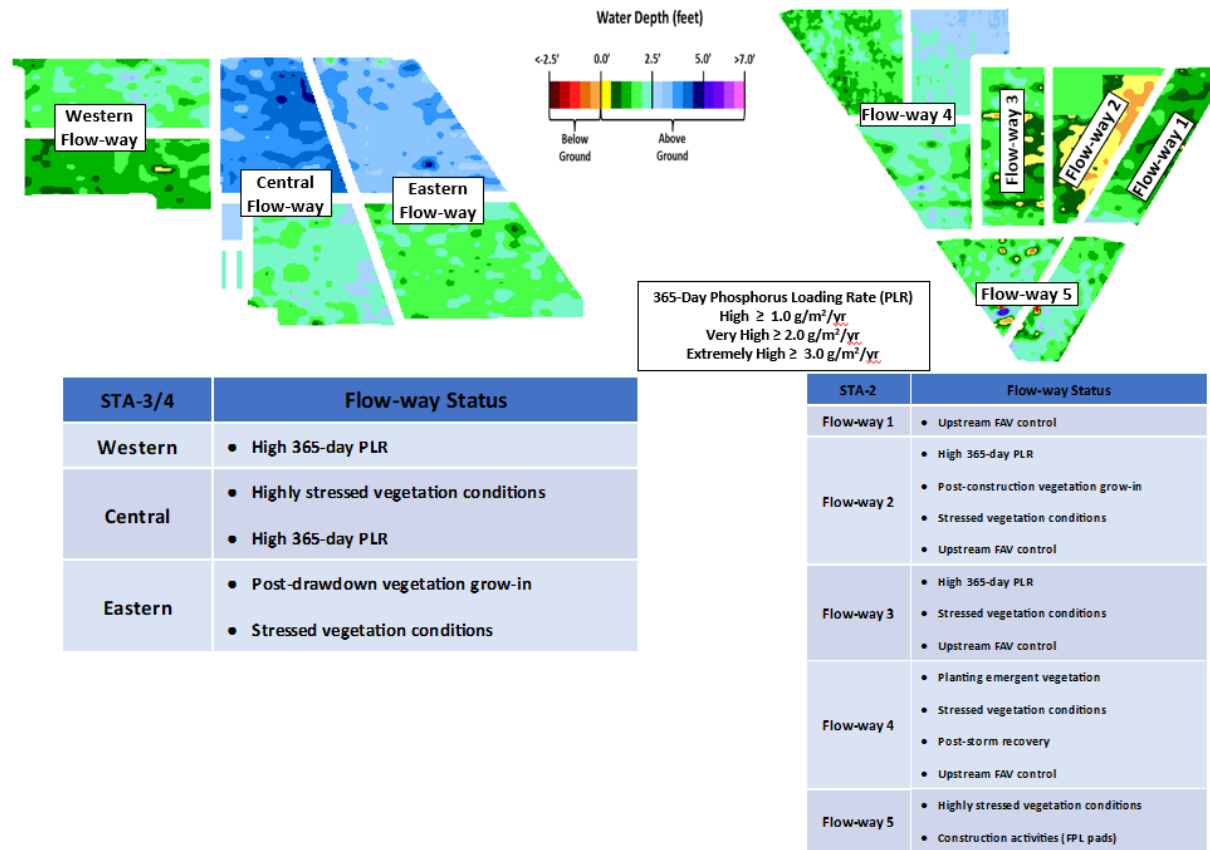 Water Depth (feet)
<-2.5' 0.0' 2.5' 5.0' >7.0'
Below
Ground
Above
Ground
Western
Flow-way
Central
Flow-way
Eastern
Flow-way
Flow-way 4
Flow-way 3
Flow-way 2
Flow-way 1
Flow-way 5
365-Day Phosphorus Loading Rate (PLR)
High ≥ 1.0 g/m²/yr
Very High ≥ 2.0 g/m²/yr
Extremely High ≥ 3.0 g/m²/yr
STA-3/4 Flow-way Status
Western
● High 365-day PLR
Central
● Highly stressed vegetation conditions
● High 365-day PLR
Eastern
● Post-drawdown vegetation grow-in
● Stressed vegetation conditions
STA-2 Flow-way Status
Flow-way 1
● Upstream FAV control
Flow-way 2
● High 365-day PLR
● Post-construction vegetation grow-in
● Stressed vegetation conditions
● Upstream FAV control
Flow-way 3
● High 365-day PLR
● Stressed vegetation conditions
● Upstream FAV control
Flow-way 4
● Planting emergent vegetation
● Stressed vegetation conditions
● Post-storm recovery
● Upstream FAV control
Flow-way 5
● Highly stressed vegetation conditions
● Construction activities (FPL pads)